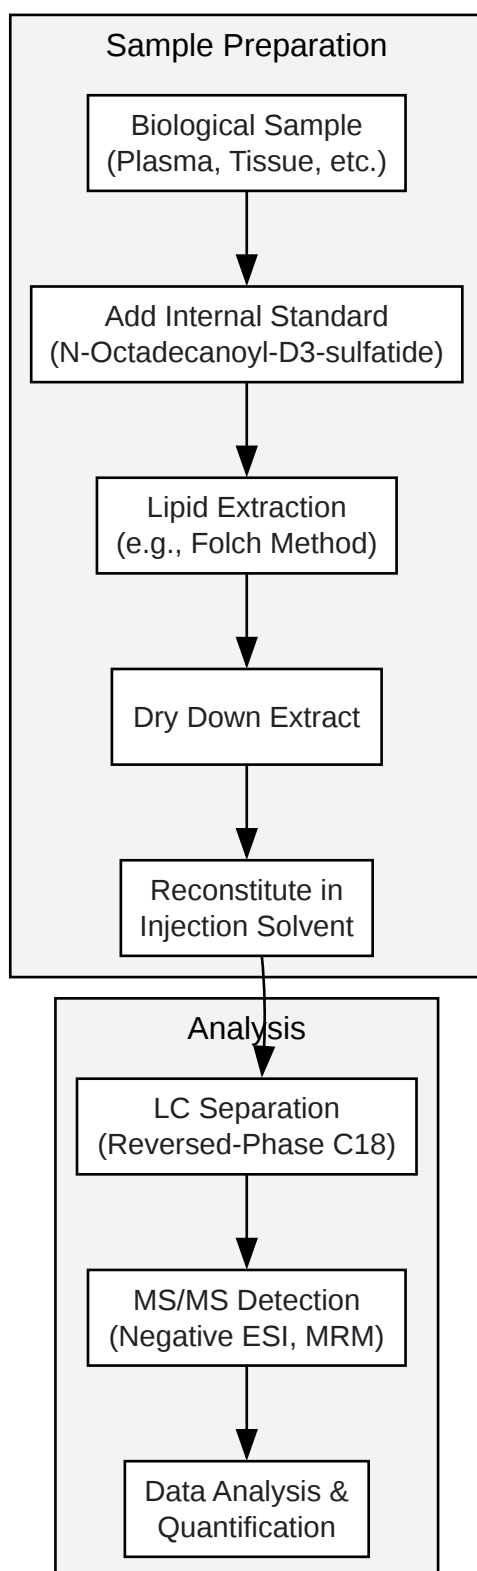 Sample Preparation
Biological Sample
(Plasma, Tissue, etc.)
Add Internal Standard
(N-Octadecanoyl-D3-sulfatide)
Lipid Extraction
(e.g., Folch Method)
Dry Down Extract
Reconstitute in
Injection Solvent
Analysis
LC Separation
(Reversed-Phase C18)
MS/MS Detection
(Negative ESI, MRM)
Data Analysis &
Quantification